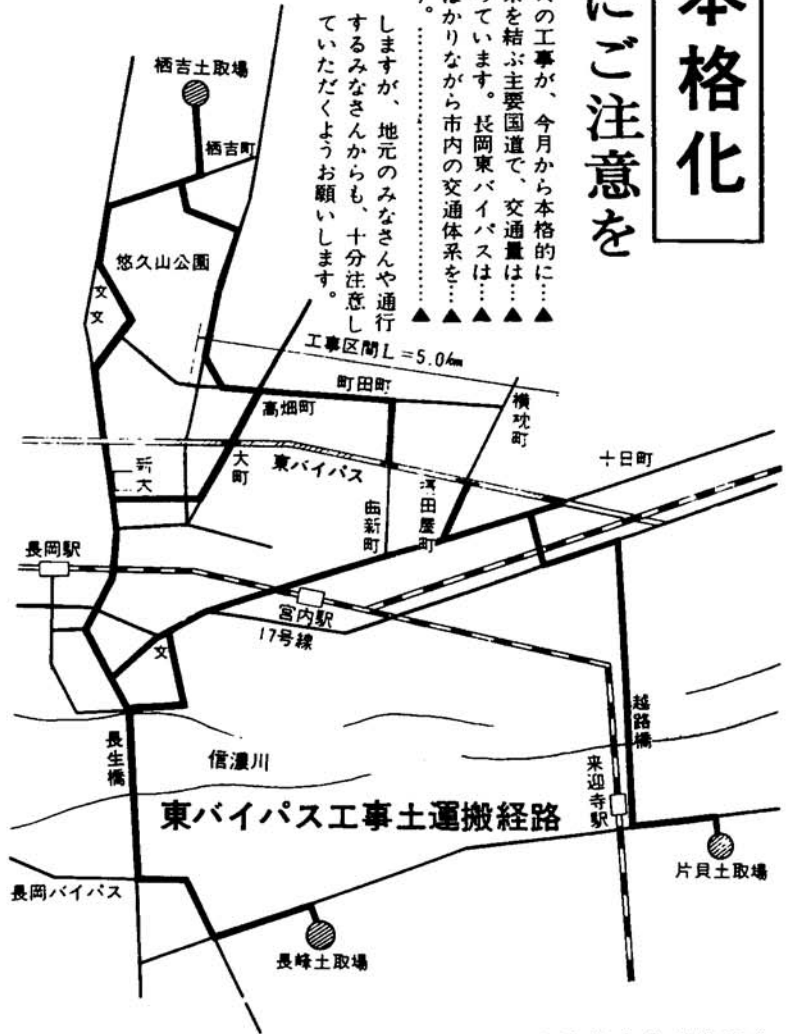 本格化
にご注意を
の工事が、今月から本格的に…▲
を結ぶ主要国道で、交通量は…▲
っています。長岡東バイパスは…▲
ばかりながら市内の交通体系を…▲
。…………………▲
しますが、地元のみなさんや通行
するみなさんからも、十分注意し
ていただくようお願いします。
栖吉土取場
栖吉町
悠久山公園
文
文
工事区間L=5.0km
町田町
高畑町
横枕町
新
大
大町
東バイパス
曲新町
田屋町
十日町
長岡駅
宮内駅
17号線
文
長生橋
信濃川
越路橋
来迎寺駅
東バイパス工事土運搬経路
長岡バイパス
片貝土取場
長峰土取場